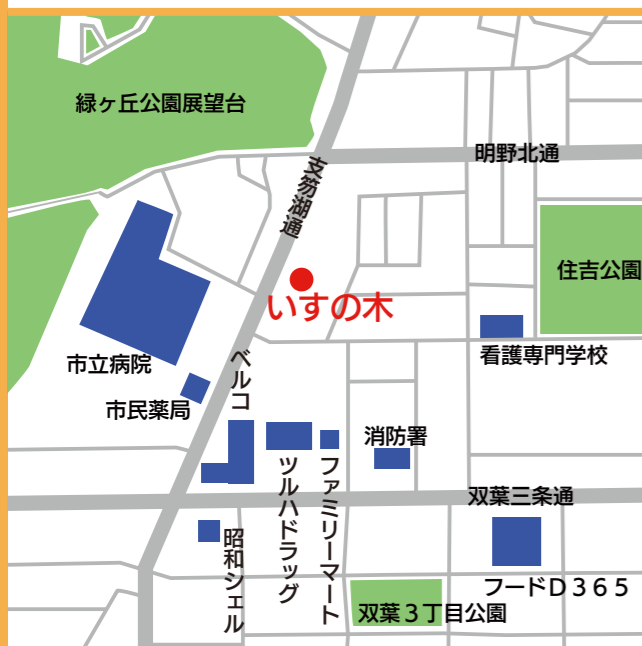 緑ヶ丘公園展望台
明野北通
支笏湖通
住吉公園
いすの木
看護専門学校
市立病院
ベルコ
市民薬局
消防署
ツルハドラッグ
ファミリーマート
双葉三条通
昭和シェル
フードD365
双葉3丁目公園